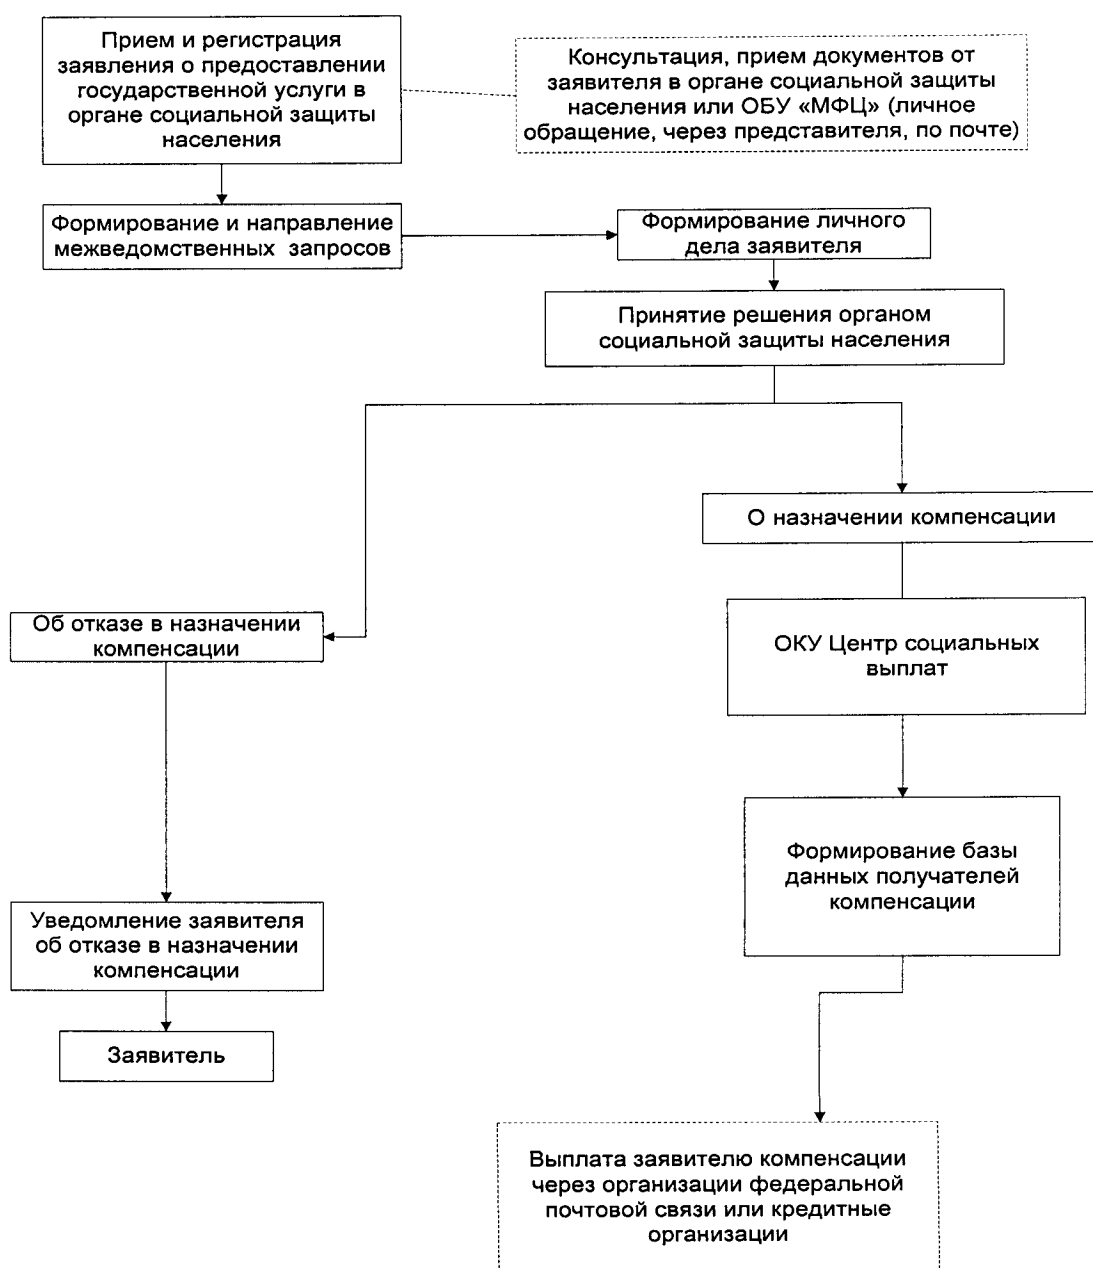 Прием и регистрация
заявления о предоставлении
государственной услуги в
органе социальной защиты
населения
Консультация, прием документов от
заявителя в органе социальной защиты
населения или ОБУ «МФЦ» (личное
обращение, через представителя, по почте)
Формирование и направление
межведомственных запросов
Формирование личного
дела заявителя
Принятие решения органом
социальной защиты населения
О назначении компенсации
Об отказе в назначении
компенсации
ОКУ Центр социальных
выплат
Формирование базы
данных получателей
компенсации
Уведомление заявителя
об отказе в назначении
компенсации
Заявитель
Выплата заявителю компенсации
через организации федеральной
почтовой связи или кредитные
организации